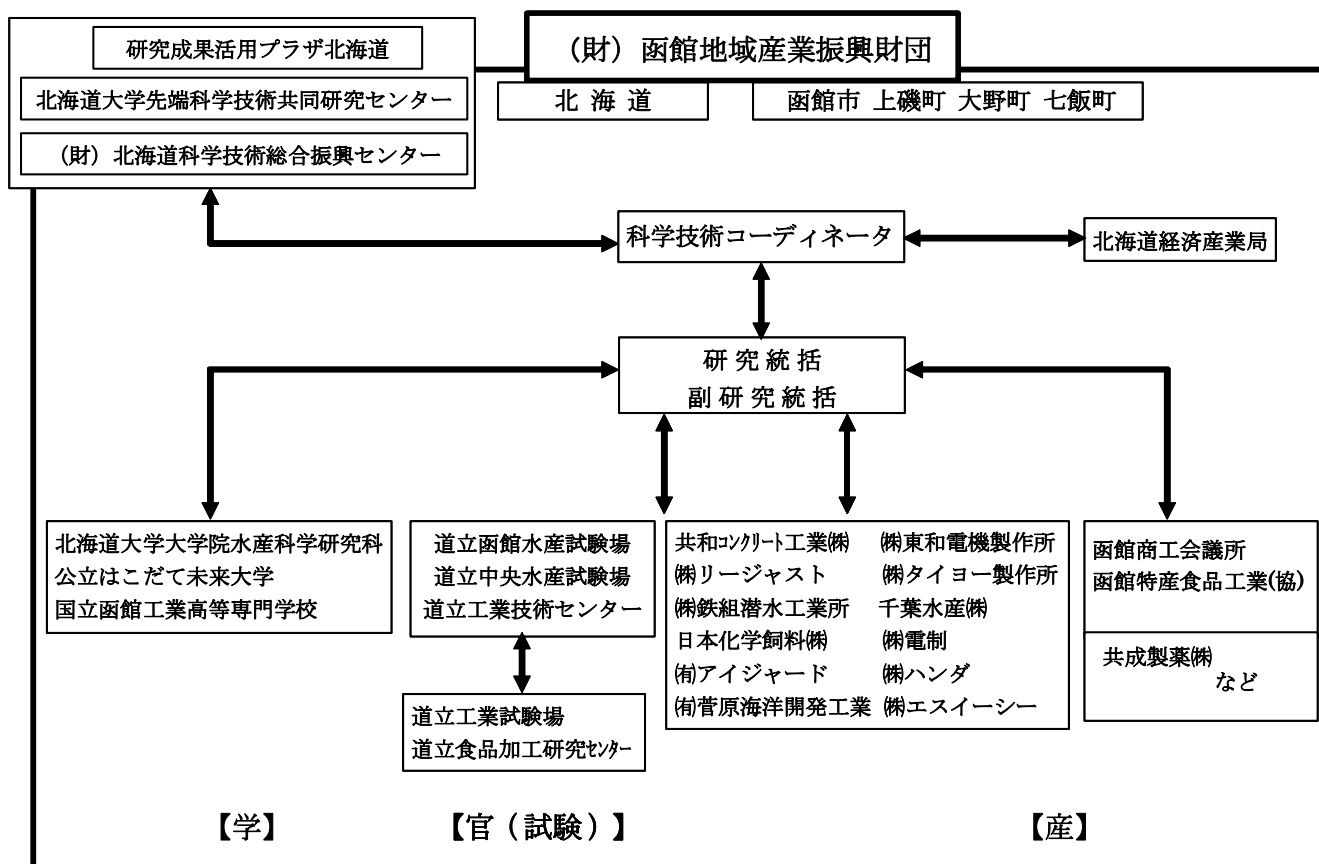 研究成果活用プラザ北海道
北海道大学先端科学技術共同研究センター
(財)北海道科学技術総合振興センター
(財)函館地域産業振興財団
北 海 道
函館市 上磯町 大野町 七飯町
科学技術コーディネータ
北海道経済産業局
研 究 統 括
副 研 究 統 括
北海道大学大学院水産科学研究科
公立はこだて未来大学
国立函館工業高等専門学校
道立函館水産試験場
道立中央水産試験場
道立工業技術センター
道立工業試験場
道立食品加工研究センター
共和コンクリート工業㈱ ㈱東和電機製作所
㈱リージャスト ㈱タイヨー製作所
㈱鉄組潜水工業所 千葉水産㈱
日本化学飼料㈱ ㈱電制
㈲アイジャード ㈱ハンダ
㈲菅原海洋開発工業 ㈱エスイーシー
函館商工会議所
函館特産食品工業(協)
共成製薬㈱
など
【学】
【官(試験)】
【産】